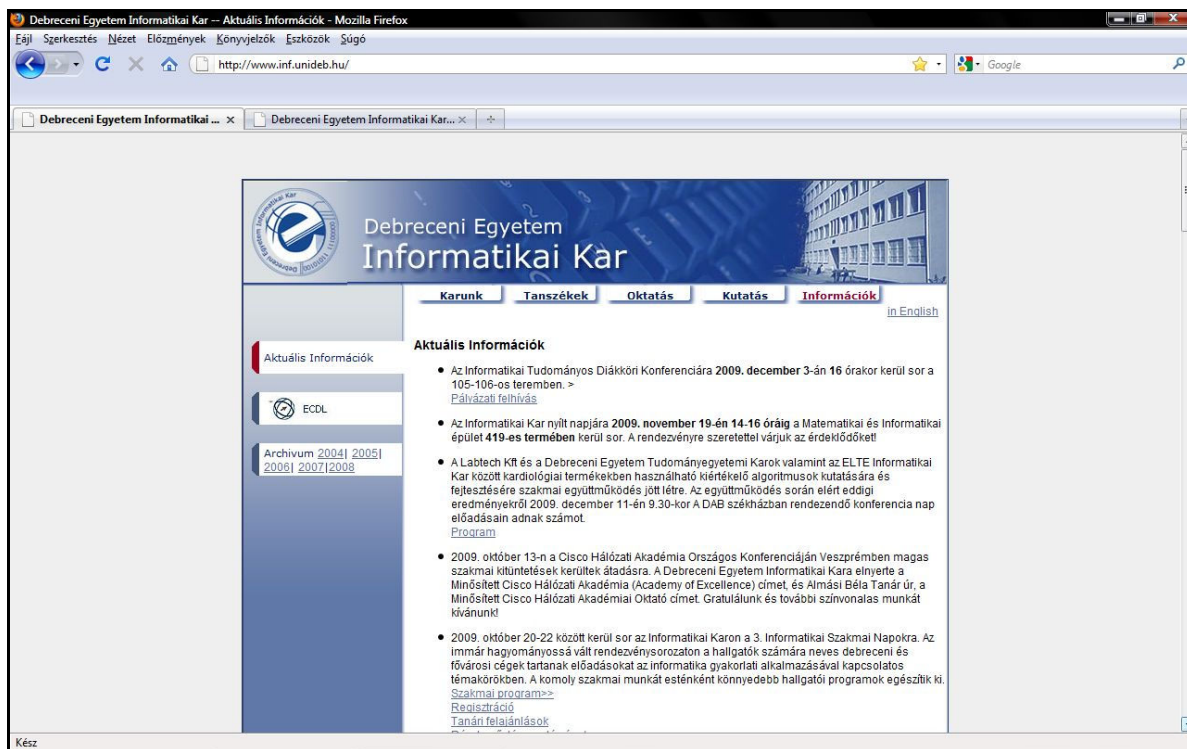 Debreceni Egyetem Informatikai Kar -- Aktuális Információk - Mozilla Firefox
Fájl Szerkesztés Nézet Előzmények Könyvjelzők Eszközök Súgó
http://www.inf.unideb.hu/ Google
Debreceni Egyetem Informatikai ... Debreceni Egyetem Informatikai Kar...
Debreceni Egyetem
Informatikai Kar
Karunk Tanszékek Oktatás Kutatás Információk
in English
Aktuális Információk
ECDL
Archivum 2004| 2005|
2006| 2007|2008
Aktuális Információk
Az Informatikai Tudományos Diákköri Konferenciára 2009. december 3-án 16 órakor kerül sor a
105-106-os teremben. >
Pályázati felhívás
Az Informatikai Kar nyílt napjára 2009. november 19-én 14-16 óráig a Matematikai és Informatikai
épület 419-es termében kerül sor. A rendezvényre szeretettel várjuk az érdeklődőket!
A Labtech Kft és a Debreceni Egyetem Tudományegyetemi Karok valamint az ELTE Informatikai
Kar között kardiológiai termékekben használható kiértékelő algoritmusok kutatására és
fejtesztésére szakmai együttműködés jött létre. Az együttműködés során elért eddigi
eredményekről 2009. december 11-én 9.30-kor A DAB székházban rendezendő konferencia nap
előadásain adnak számot.
Program
2009. október 13-n a Cisco Hálózati Akadémia Országos Konferenciáján Veszprémben magas
szakmai kitüntetések kerültek átadásra. A Debreceni Egyetem Informatikai Kara elnyerte a
Minősített Cisco Hálózati Akadémia (Academy of Excellence) címet, és Almási Béla Tanár úr, a
Minősített Cisco Hálózati Akadémiai Oktató címet. Gratulálunk és további színvonalas munkát
kívánunk!
2009. október 20-22 között kerül sor az Informatikai Karon a 3. Informatikai Szakmai Napokra. Az
immár hagyományossá vált rendezvénysorozaton a hallgatók számára neves debreceni és
fővárosi cégek tartanak előadásokat az informatika gyakorlati alkalmazásával kapcsolatos
témakörökben. A komoly szakmai munkát esténként könnyedebb hallgatói programok egészítik ki.
Szakmai program>>
Regisztráció
Tanári felajánlások
Kész